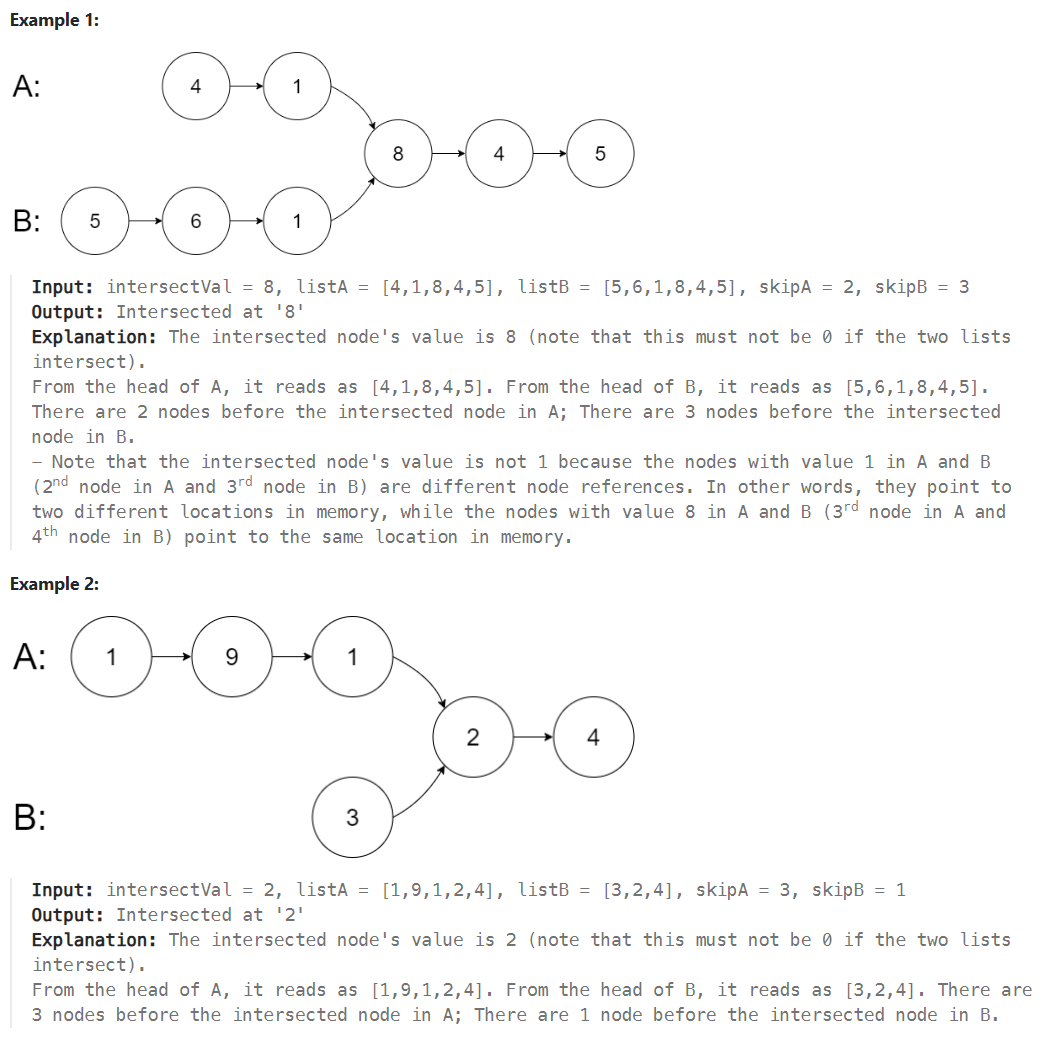 Example 1:
A:
4
1
8
4
5
B:
5
6
1
Input: intersectVal = 8, listA = [4,1,8,4,5], listB = [5,6,1,8,4,5], skipA = 2, skipB = 3
Output: Intersected at '8'
Explanation: The intersected node's value is 8 (note that this must not be 0 if the two lists
intersect).
From the head of A, it reads as [4,1,8,4,5]. From the head of B, it reads as [5,6,1,8,4,5].
There are 2 nodes before the intersected node in A; There are 3 nodes before the intersected
node in B.
– Note that the intersected node's value is not 1 because the nodes with value 1 in A and B
(2nd node in A and 3rd node in B) are different node references. In other words, they point to
two different locations in memory, while the nodes with value 8 in A and B (3rd node in A and
4th node in B) point to the same location in memory.
Example 2:
A:
1
9
1
2
4
B:
3
Input: intersectVal = 2, listA = [1,9,1,2,4], listB = [3,2,4], skipA = 3, skipB = 1
Output: Intersected at '2'
Explanation: The intersected node's value is 2 (note that this must not be 0 if the two lists
intersect).
From the head of A, it reads as [1,9,1,2,4]. From the head of B, it reads as [3,2,4]. There are
3 nodes before the intersected node in A; There are 1 node before the intersected node in B.